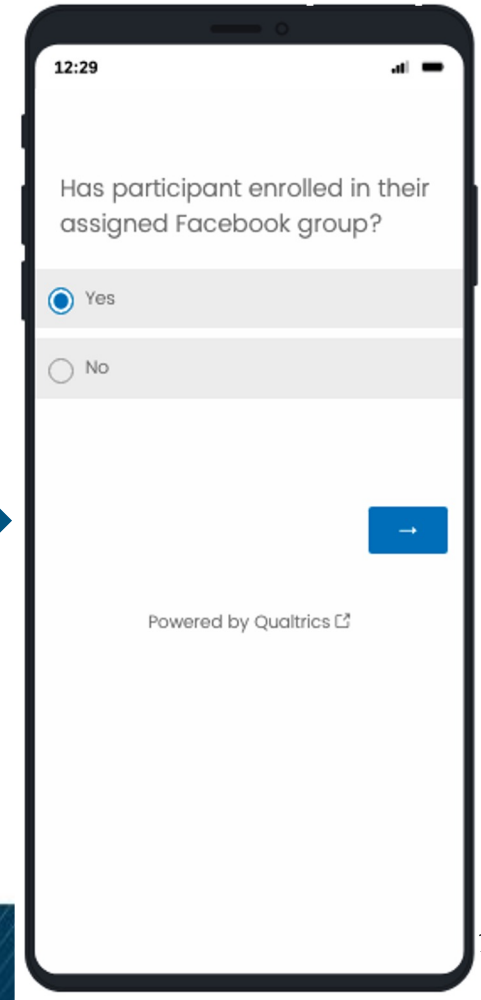 12:29
Has participant enrolled in their
assigned Facebook group?
Yes
No
→
Powered by Qualtrics